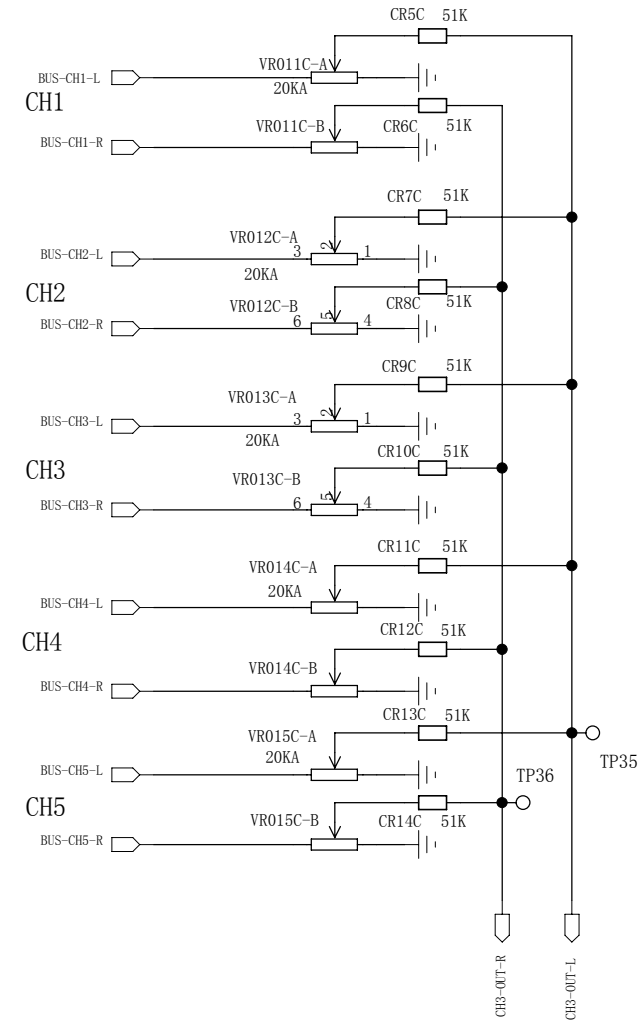 CR5C 51K
BUS-CH1-L VR011C-A
20KA
CH1
BUS-CH1-R VR011C-B CR6C 51K
CR7C 51K
VR012C-A
BUS-CH2-L 3 2 1
20KA
CH2
VR012C-B CR8C 51K
BUS-CH2-R 6 5 4
CR9C 51K
VR013C-A
BUS-CH3-L 3 2 1
20KA
CR10C 51K
CH3
VR013C-B
BUS-CH3-R 6 5 4
CR11C 51K
VR014C-A
20KA
BUS-CH4-L
CR12C 51K
CH4
VR014C-B
BUS-CH4-R
CR13C 51K
VR015C-A
20KA
TP35
BUS-CH5-L
TP36
CH5
VR015C-B CR14C 51K
BUS-CH5-R
CH3-OUT-R
CH3-OUT-L